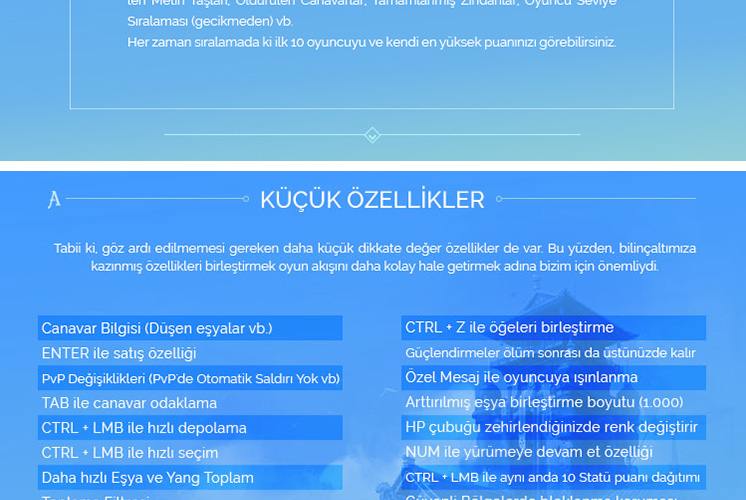 len Metin Taşları, Öldürülen Canavarlar, Tamamlanmış Zindanlar, Oyuncu Seviye
Sıralaması (gecikmeden) vb.
Her zaman sıralamada ki ilk 10 oyuncuyu ve kendi en yüksek puanınızı görebilirsiniz.
KÜÇÜK ÖZELLİKLER
Tabii ki, göz ardı edilmemesi gereken daha küçük dikkate değer özellikler de var. Bu yüzden, bilinçaltımıza
kazınmış özellikleri birleştirmek oyun akışını daha kolay hale getirmek adına bizim için önemliydi.
Canavar Bilgisi (Düşen eşyalar vb.)
ENTER ile satış özelliği
PvP Değişiklikleri (PvP'de Otomatik Saldırı Yok vb)
TAB ile canavar odaklama
CTRL + LMB ile hızlı depolama
CTRL + LMB ile hızlı seçim
Daha hızlı Eşya ve Yang Toplam
CTRL + Z ile öğeleri birleştirme
Güçlendirmeler ölüm sonrası da üstünüzde kalır
Özel Mesaj ile oyuncuya ışınlanma
Arttırılmış eşya birleştirme boyutu (1.000)
HP çubuğu zehirlendiğinizde renk değiştirir
NUM ile yürümeye devam et özelliği
CTRL + LMB ile aynı anda 10 Statü puanı dağıtımı